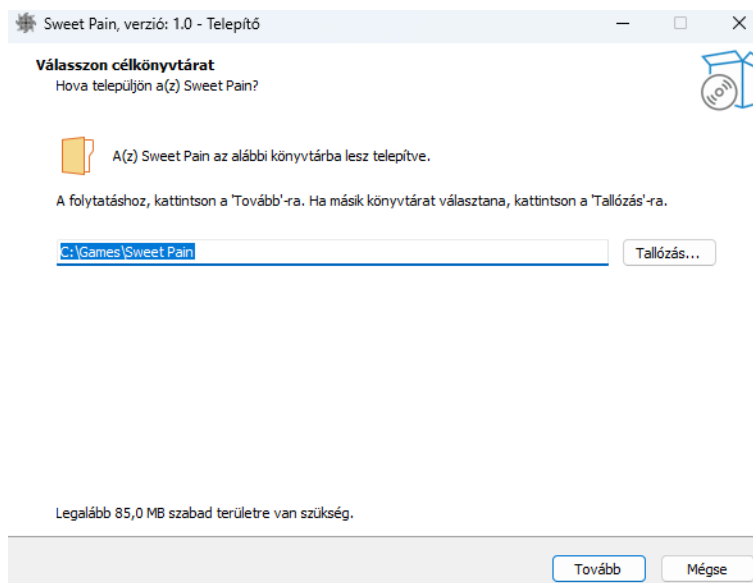 Sweet Pain, verzió: 1.0 - Telepítő
Válasszon célkönyvtárat
Hova települjön a(z) Sweet Pain?
A(z) Sweet Pain az alábbi könyvtárba lesz telepítve.
A folytatáshoz, kattintson a 'Tovább'-ra. Ha másik könyvtárat választana, kattintson a 'Tallózás'-ra.
C:\Games\Sweet Pain
Tallózás...
Legalább 85,0 MB szabad területre van szükség.
Tovább
Mégse